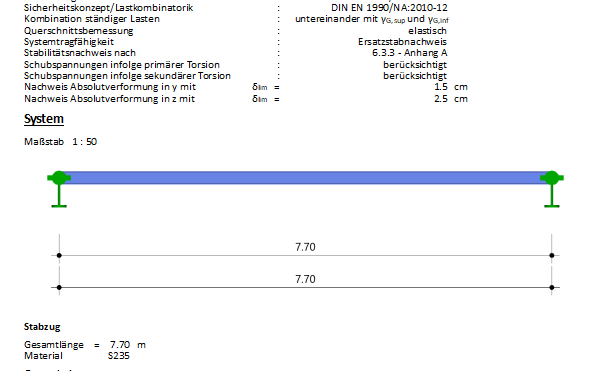 Sicherheitskonzept/Lastkombinatorik : DIN EN 1990/NA:2010-12
Kombination ständiger Lasten : untereinander mit γG,sup und γG,inf
Querschnittsbemessung : elastisch
Systemtragfähigkeit : Ersatzstabnachweis
Stabilitätsnachweis nach : 6.3.3 - Anhang A
Schubspannungen infolge primärer Torsion : berücksichtigt
Schubspannungen infolge sekundärer Torsion : berücksichtigt
Nachweis Absolutverformung in y mit δlim = 1.5 cm
Nachweis Absolutverformung in z mit δlim = 2.5 cm
System
Maßstab 1 : 50
7.70
7.70
Stabzug
Gesamtlänge = 7.70 m
Material S235